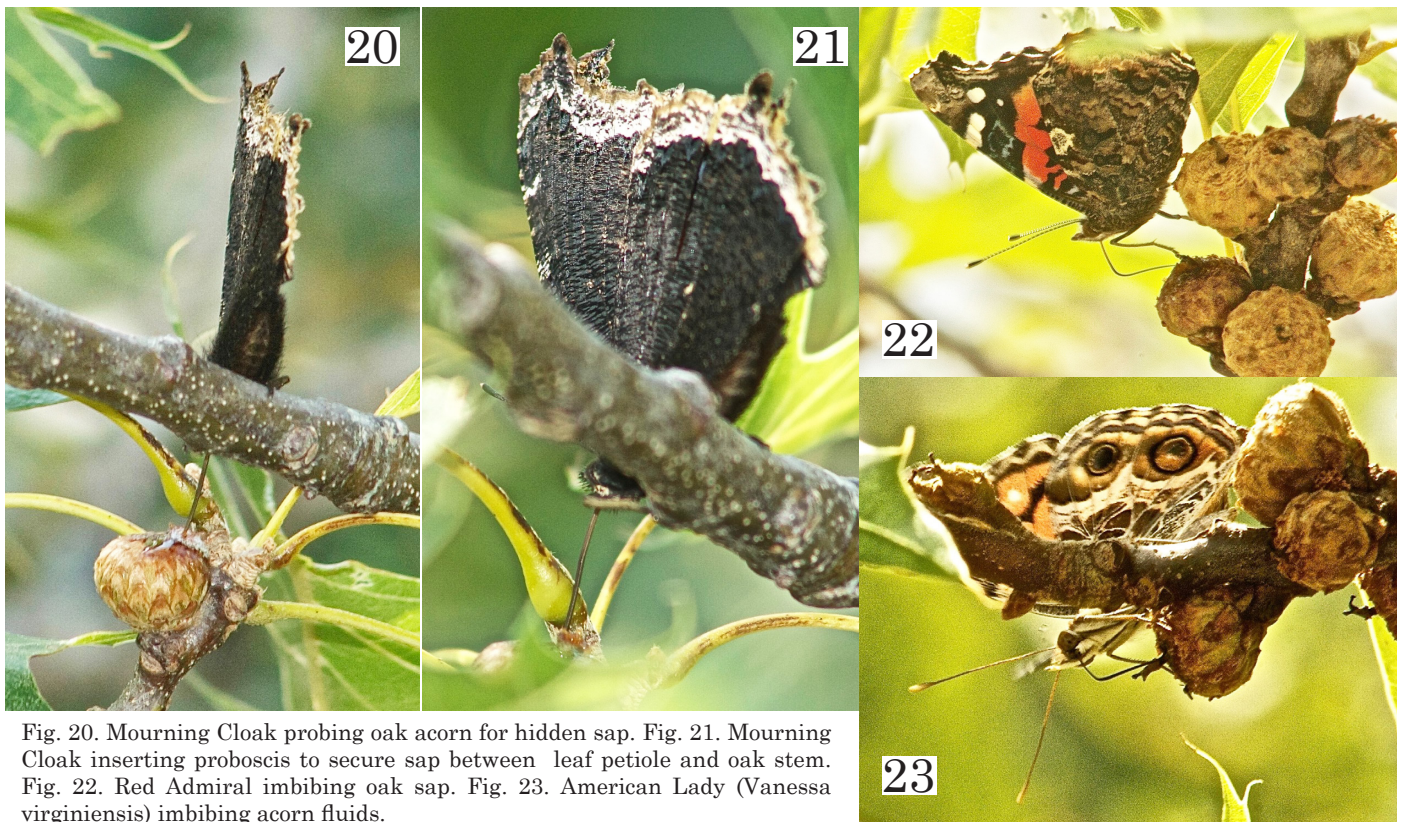 20
21
22
23
Fig. 20. Mourning Cloak probing oak acorn for hidden sap. Fig. 21. Mourning
Cloak inserting proboscis to secure sap between leaf petiole and oak stem.
Fig. 22. Red Admiral imbibing oak sap. Fig. 23. American Lady (Vanessa
virginiensis) imbibing acorn fluids.